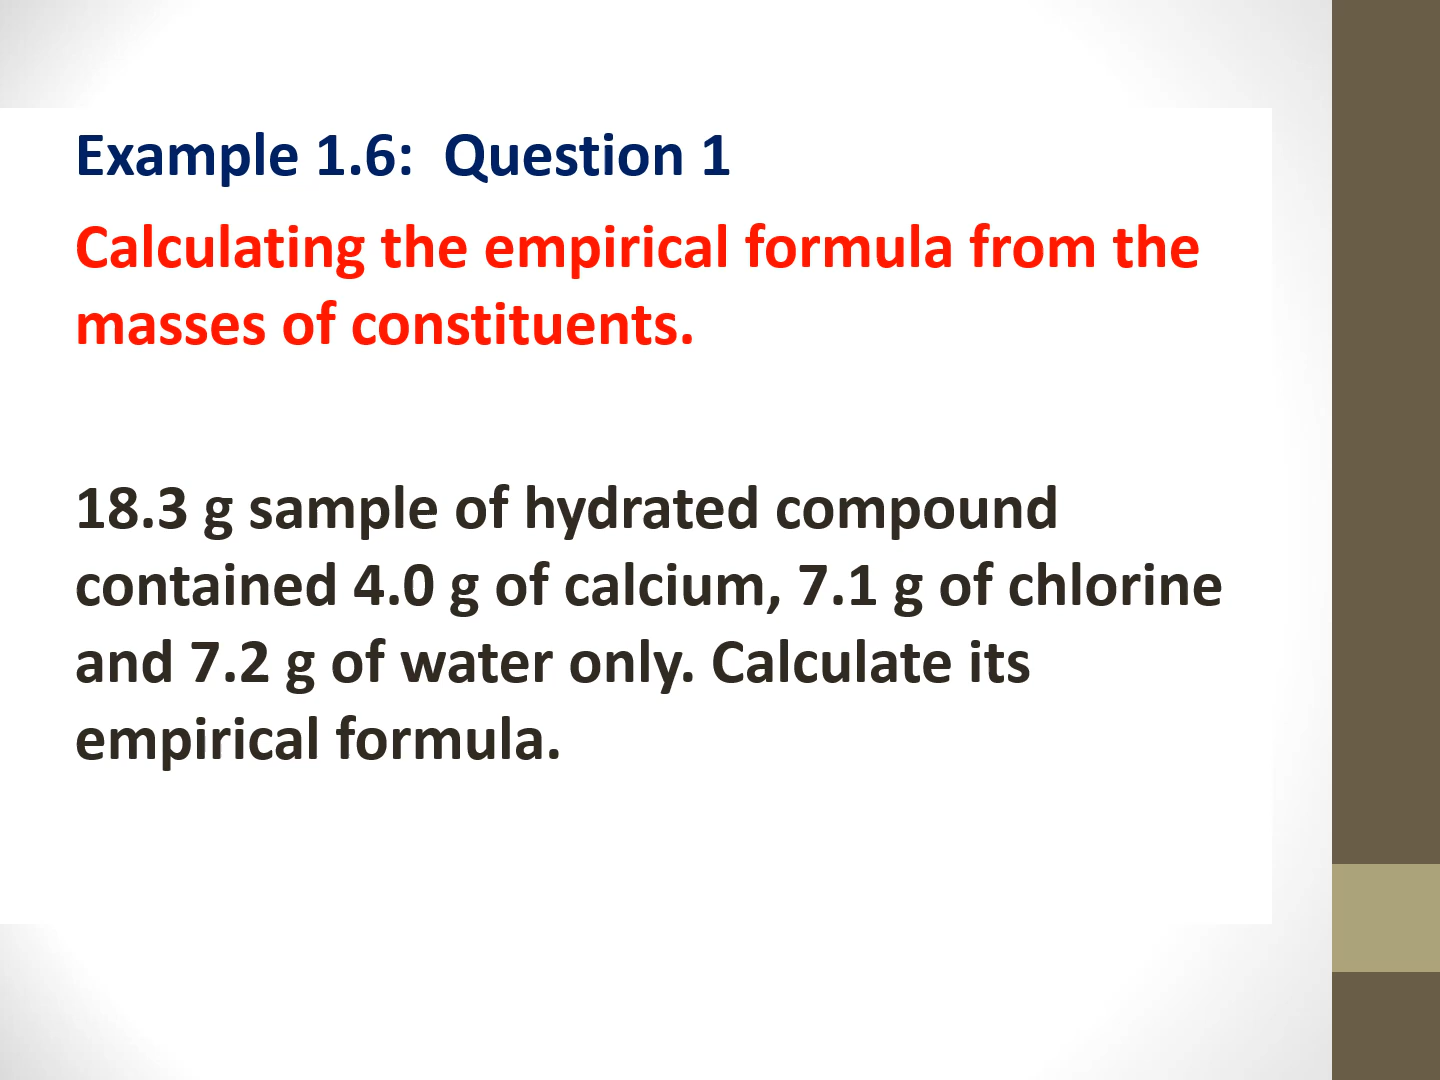 Example 1.6:  Question 1
Calculating the empirical formula from the
masses of constituents.
18.3 g sample of hydrated compound
contained 4.0 g of calcium, 7.1 g of chlorine
and 7.2 g of water only. Calculate its
empirical formula.